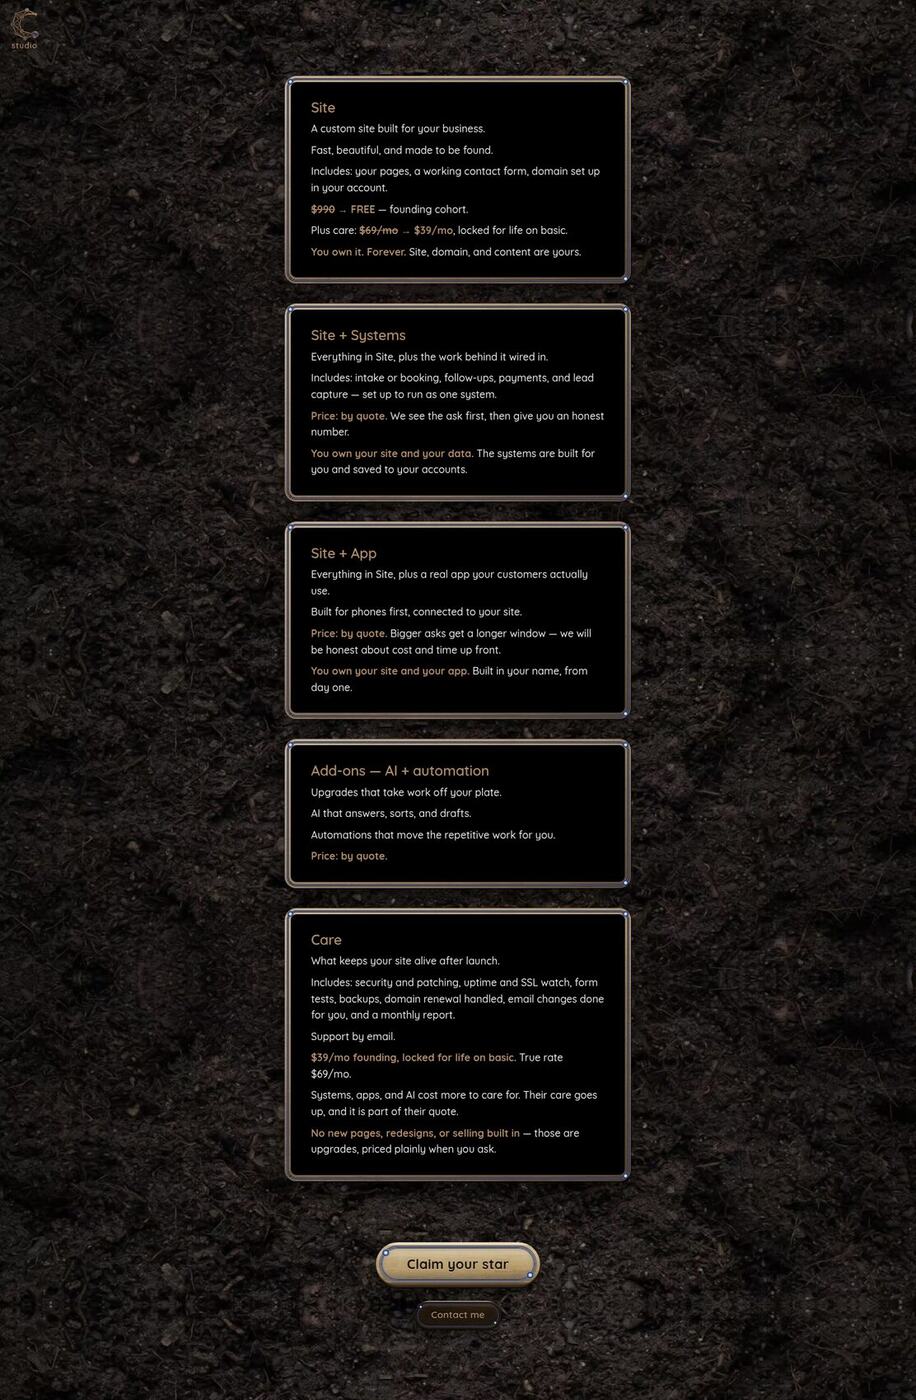 studio
Site
A custom site built for your business.
Fast, beautiful, and made to be found.
Includes: your pages, a working contact form, domain set up
in your account.
$990 → FREE — founding cohort.
Plus care: $69/mo → $39/mo, locked for life on basic.
You own it. Forever. Site, domain, and content are yours.
Site + Systems
Everything in Site, plus the work behind it wired in.
Includes: intake or booking, follow-ups, payments, and lead
capture — set up to run as one system.
Price: by quote. We see the ask first, then give you an honest
number.
You own your site and your data. The systems are built for
you and saved to your accounts.
Site + App
Everything in Site, plus a real app your customers actually
use.
Built for phones first, connected to your site.
Price: by quote. Bigger asks get a longer window — we will
be honest about cost and time up front.
You own your site and your app. Built in your name, from
day one.
Add-ons — AI + automation
Upgrades that take work off your plate.
AI that answers, sorts, and drafts.
Automations that move the repetitive work for you.
Price: by quote.
Care
What keeps your site alive after launch.
Includes: security and patching, uptime and SSL watch, form
tests, backups, domain renewal handled, email changes done
for you, and a monthly report.
Support by email.
$39/mo founding, locked for life on basic. True rate
$69/mo.
Systems, apps, and AI cost more to care for. Their care goes
up, and it is part of their quote.
No new pages, redesigns, or selling built in — those are
upgrades, priced plainly when you ask.
Claim your star
Contact me